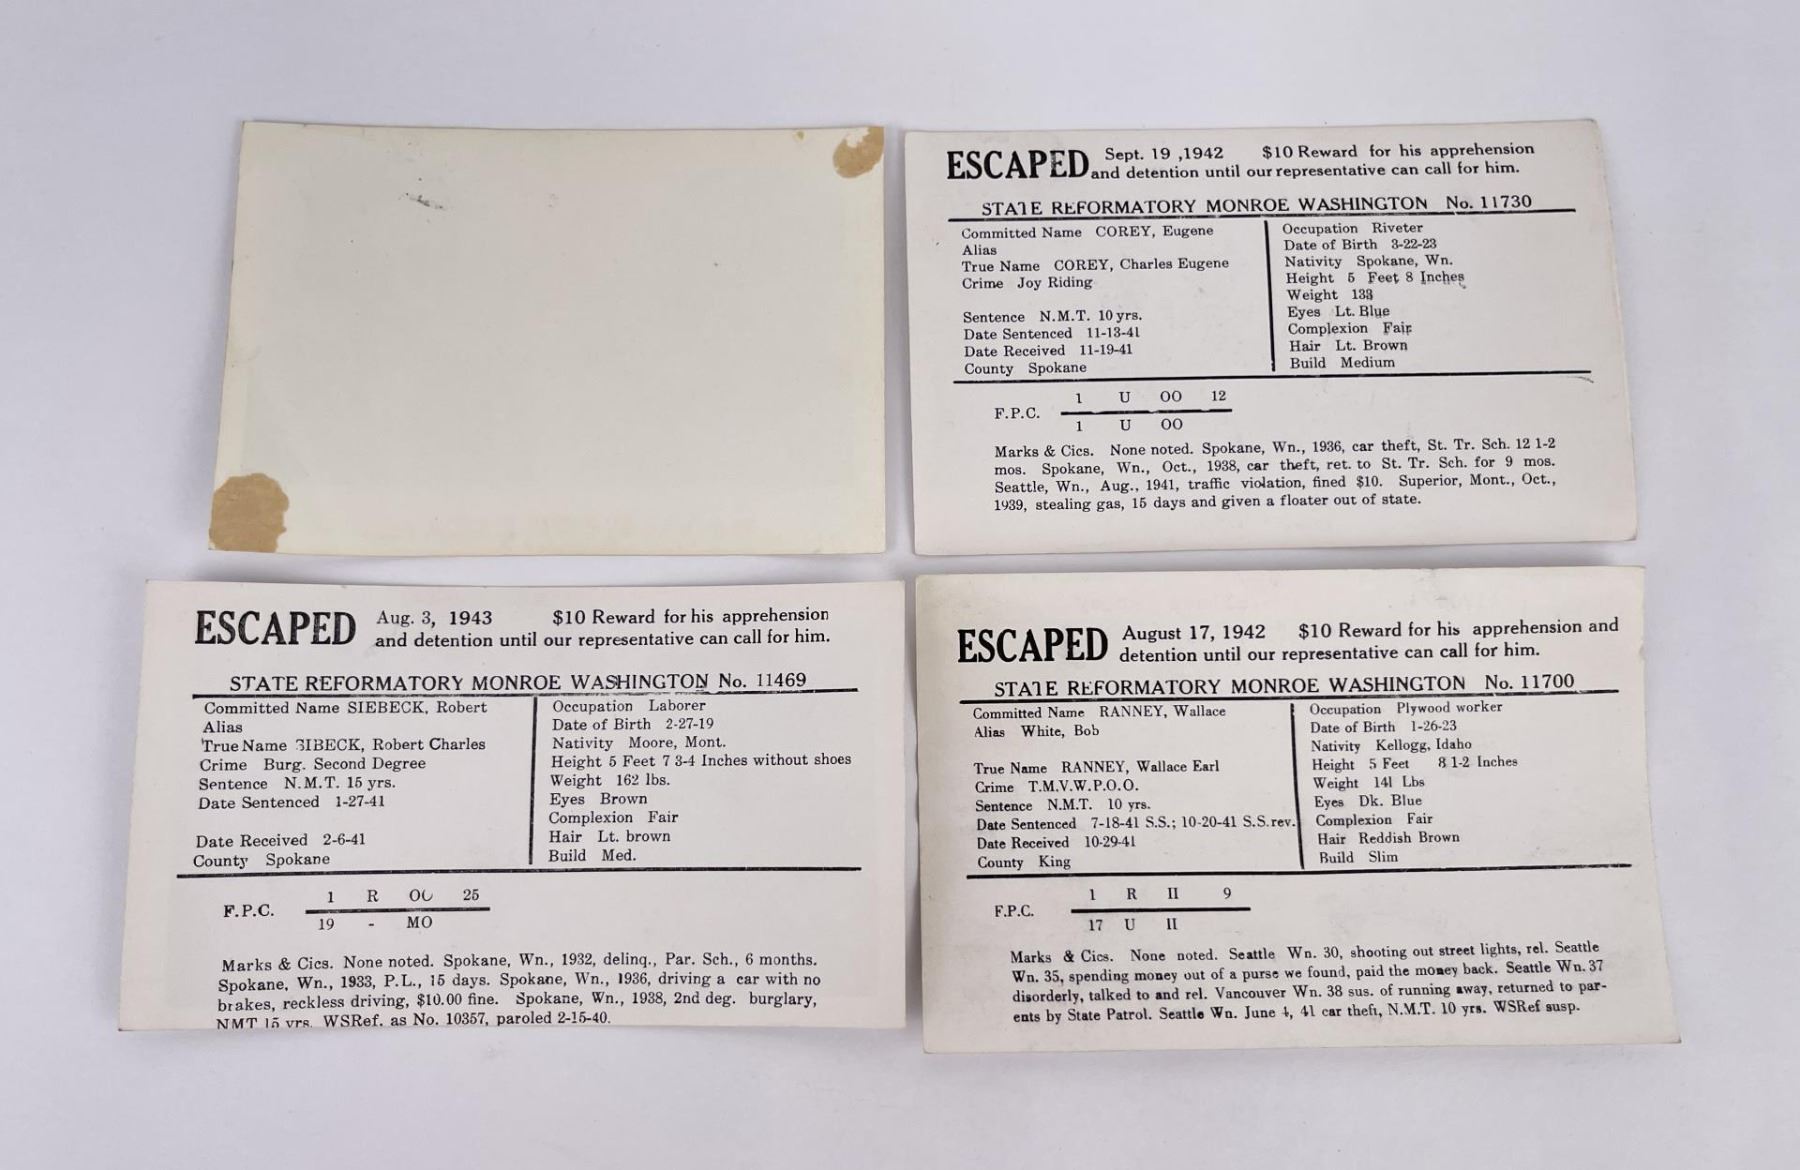 ESCAPED Sept. 19 ,1942 $10 Reward for his apprehension
and detention until our representative can call for him.
STATE REFORMATORY MONROE WASHINGTON No. 11730
Committed Name COREY, Eugene
Alias
True Name COREY, Charles Eugene
Crime Joy Riding
Sentence N.M.T. 10 yrs.
Date Sentenced 11-13-41
Date Received 11-19-41
County Spokane
Occupation Riveter
Date of Birth 3-22-23
Nativity Spokane, Wn.
Height 5 Feet 8 Inches
Weight 133
Eyes Lt. Blue
Complexion Fair
Hair Lt. Brown
Build Medium
1 U OO 12
F.P.C.
1 U OO
Marks & Cics. None noted. Spokane, Wn., 1936, car theft, St. Tr. Sch. 12 1-2
mos. Spokane, Wn., Oct., 1938, car theft, ret. to St. Tr. Sch. for 9 mos.
Seattle, Wn., Aug., 1941, traffic violation, fined $10. Superior, Mont., Oct.,
1939, stealing gas, 15 days and given a floater out of state.
ESCAPED Aug. 3, 1943 $10 Reward for his apprehension
and detention until our representative can call for him.
STATE REFORMATORY MONROE WASHINGTON No. 11469
Committed Name SIEBECK, Robert
Alias
True Name SIBECK, Robert Charles
Crime Burg. Second Degree
Sentence N.M.T. 15 yrs.
Date Sentenced 1-27-41
Date Received 2-6-41
County Spokane
Occupation Laborer
Date of Birth 2-27-19
Nativity Moore, Mont.
Height 5 Feet 7 3-4 Inches without shoes
Weight 162 lbs.
Eyes Brown
Complexion Fair
Hair Lt. brown
Build Med.
1 R OO 25
F.P.C.
19 - MO
Marks & Cics. None noted. Spokane, Wn., 1932, delinq., Par. Sch., 6 months.
Spokane, Wn., 1933, P.L., 15 days. Spokane, Wn., 1936, driving a car with no
brakes, reckless driving, $10.00 fine. Spokane, Wn., 1938, 2nd deg. burglary,
NMT 15 yrs. WSRef. as No. 10357, paroled 2-15-40.
ESCAPED August 17, 1942 $10 Reward for his apprehension and
detention until our representative can call for him.
STATE REFORMATORY MONROE WASHINGTON No. 11700
Committed Name RANNEY, Wallace
Alias White, Bob
True Name RANNEY, Wallace Earl
Crime T.M.V.W.P.O.O.
Sentence N.M.T. 10 yrs.
Date Sentenced 7-18-41 S.S.; 10-20-41 S.S.rev.
Date Received 10-29-41
County King
Occupation Plywood worker
Date of Birth 1-26-23
Nativity Kellogg, Idaho
Height 5 Feet 8 1-2 Inches
Weight 141 Lbs
Eyes Dk. Blue
Complexion Fair
Hair Reddish Brown
Build Slim
1 R II 9
F.P.C.
17 U II
Marks & Cics. None noted. Seattle Wn. 30, shooting out street lights, rel. Seattle
Wn. 35, spending money out of a purse we found, paid the money back. Seattle Wn. 37
disorderly, talked to and rel. Vancouver Wn. 38 sus. of running away, returned to par-
ents by State Patrol. Seattle Wn. June 4, 41 car theft, N.M.T. 10 yrs. WSRef susp.